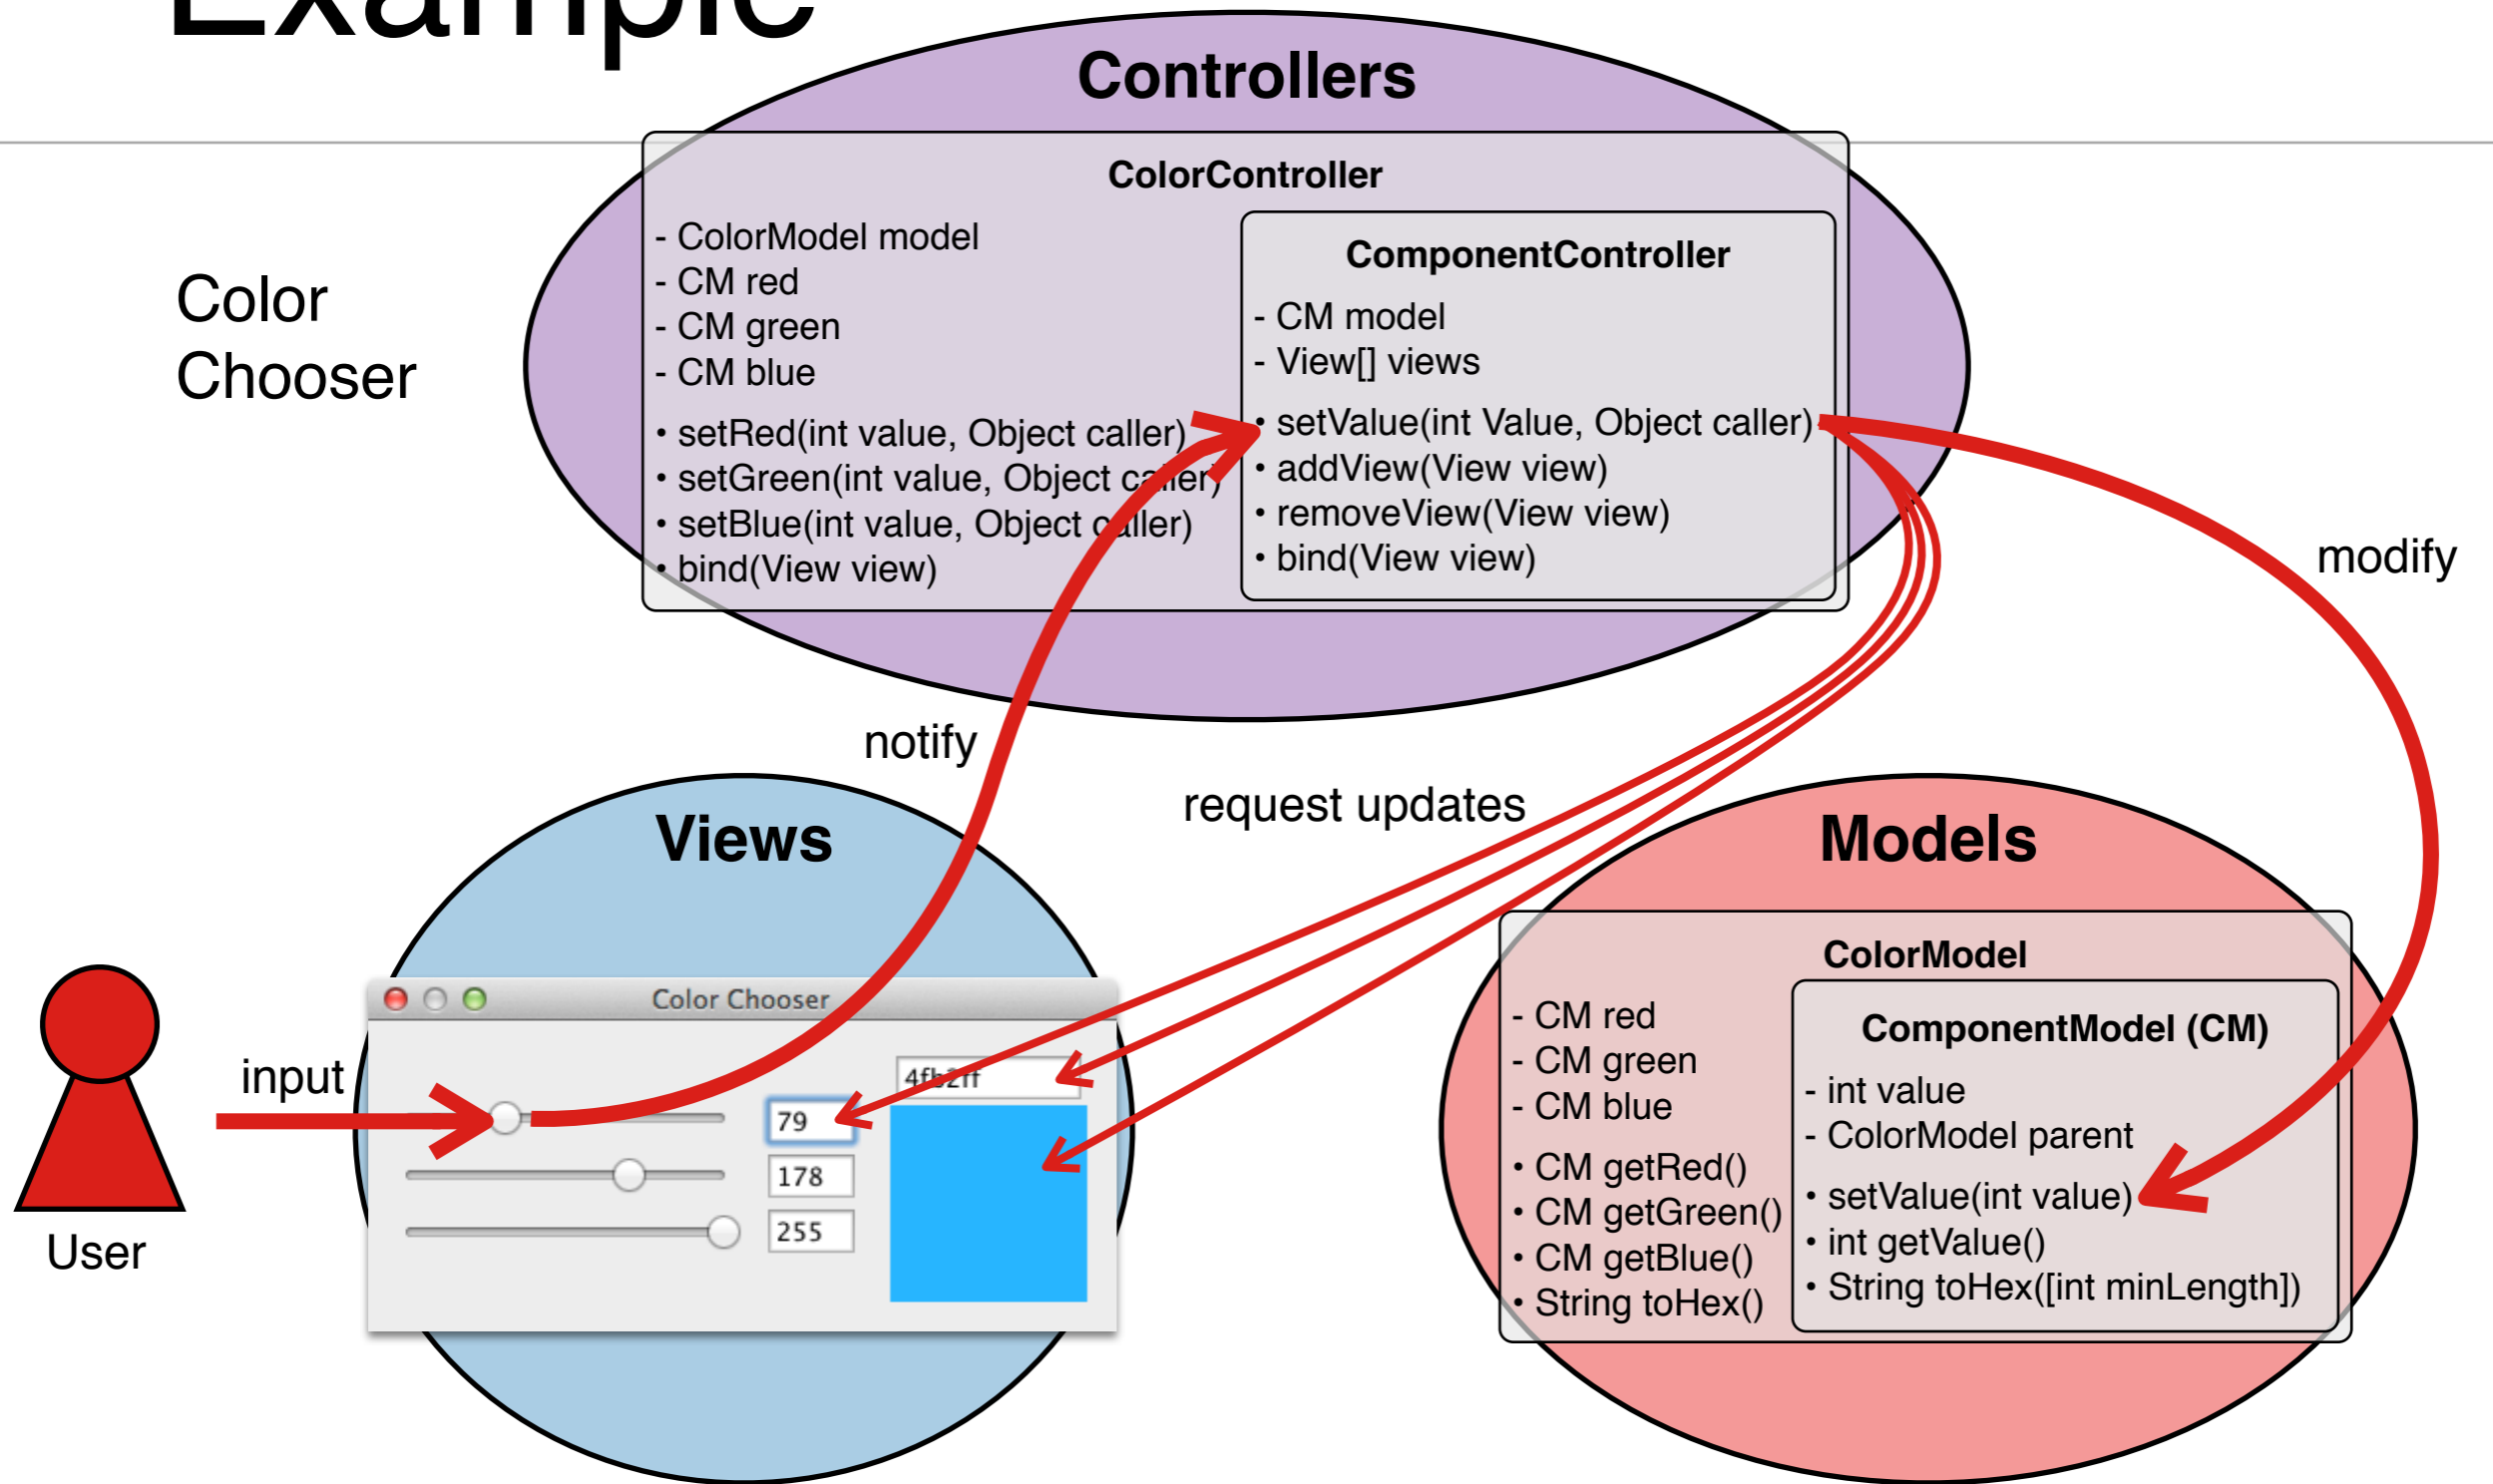 Example
Controllers
ColorController
- ColorModel model
- CM red
- CM green
- CM blue
• setRed(int value, Object caller)
• setGreen(int value, Object caller)
• setBlue(int value, Object caller)
• bind(View view)
ComponentController
- CM model
- View[] views
• setValue(int Value, Object caller)
• addView(View view)
• removeView(View view)
• bind(View view)
Color
Chooser
modify
notify
request updates
Views
Color Chooser
4fb2ff
79
178
255
input
User
Models
ColorModel
- CM red
- CM green
- CM blue
• CM getRed()
• CM getGreen()
• CM getBlue()
• String toHex()
ComponentModel (CM)
- int value
- ColorModel parent
• setValue(int value)
• int getValue()
• String toHex([int minLength])